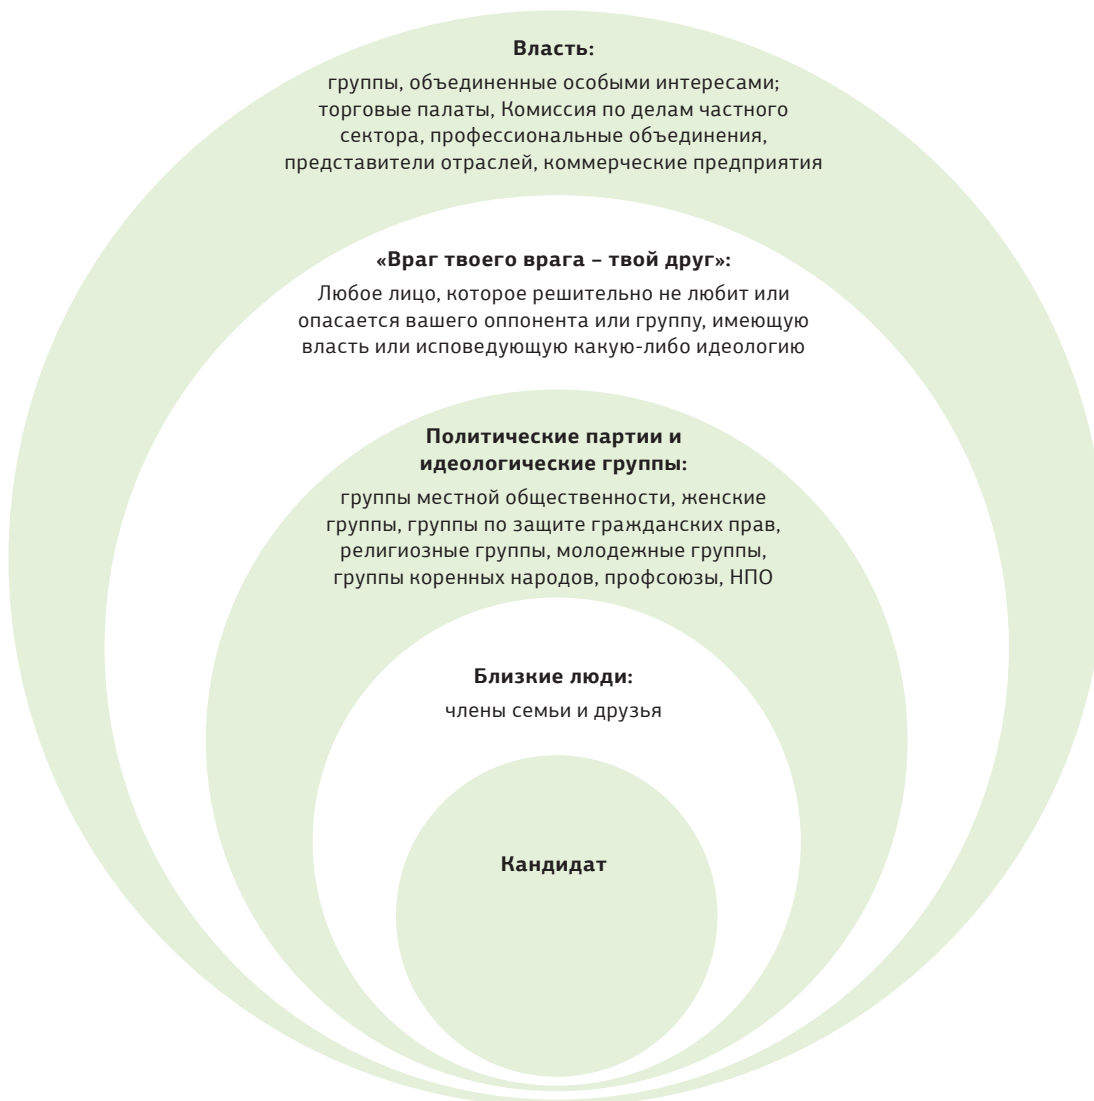 Власть:
группы, объединенные особыми интересами;
торговые палаты, Комиссия по делам частного
сектора, профессиональные объединения,
представители отраслей, коммерческие предприятия
«Враг твоего врага – твой друг»:
Любое лицо, которое решительно не любит или
опасается вашего оппонента или группу, имеющую
власть или исповедующую какую-либо идеологию
Политические партии и
идеологические группы:
группы местной общественности, женские
группы, группы по защите гражданских прав,
религиозные группы, молодежные группы,
группы коренных народов, профсоюзы, НПО
Близкие люди:
члены семьи и друзья
Кандидат